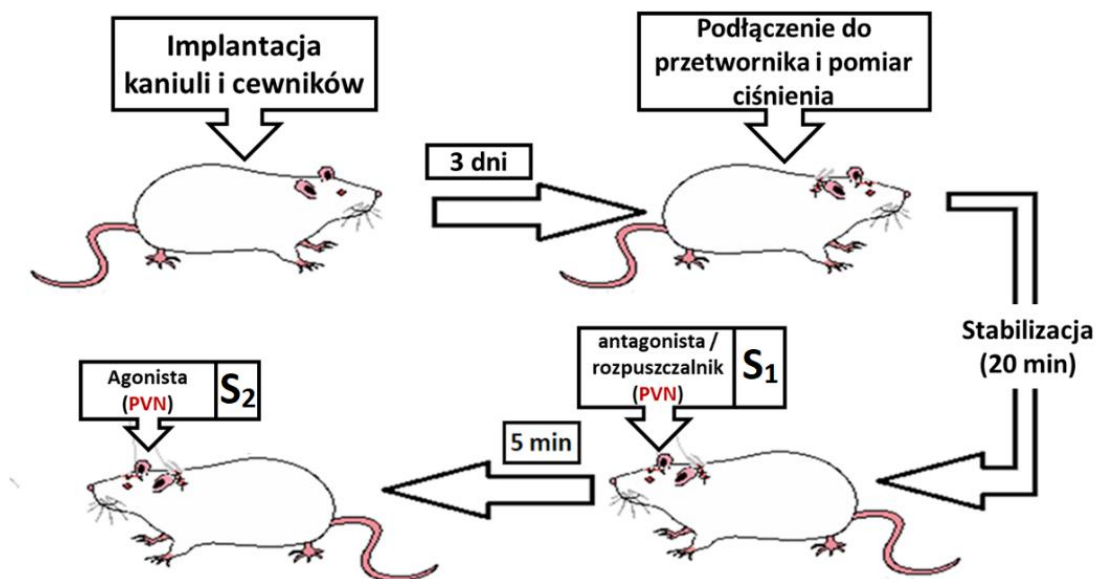 Implantacja
kaniuli i cewników
Podłączenie do
przetwornika i pomiar
ciśnienia
3 dni
Stabilizacja
(20 min)
antagonista /
rozpuszczalnik
(PVN)
S₁
5 min
Agonista
(PVN)
S₂